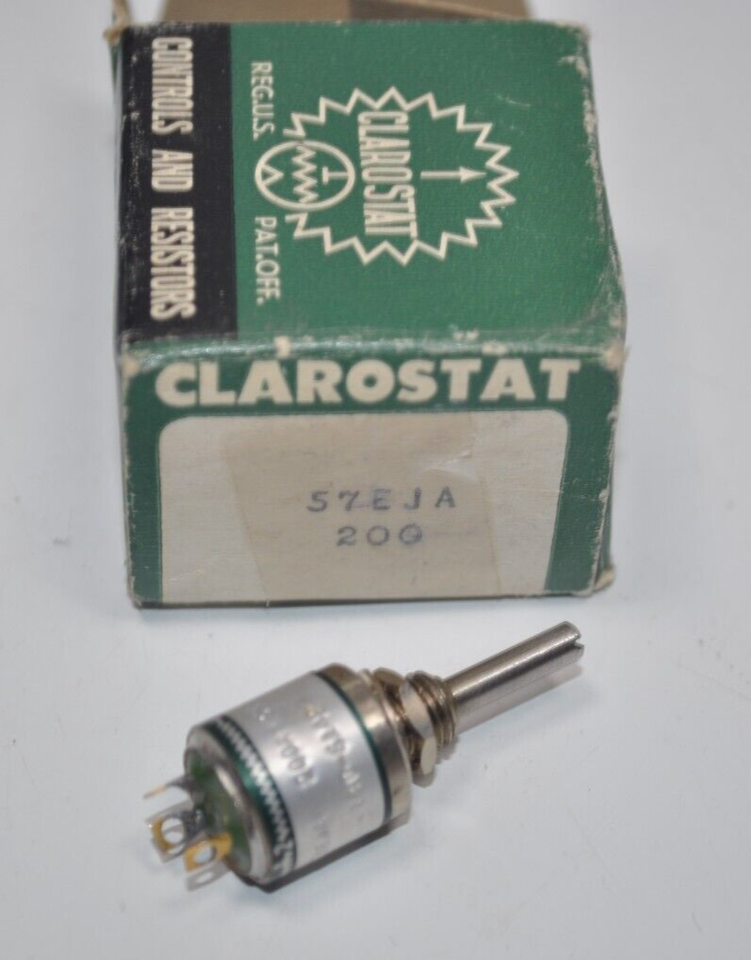 CONTROLS AND RESISTORS
REG.U.S. PAT.OFF.
CLAROSTAT
CLAROSTAT
57EJA
200